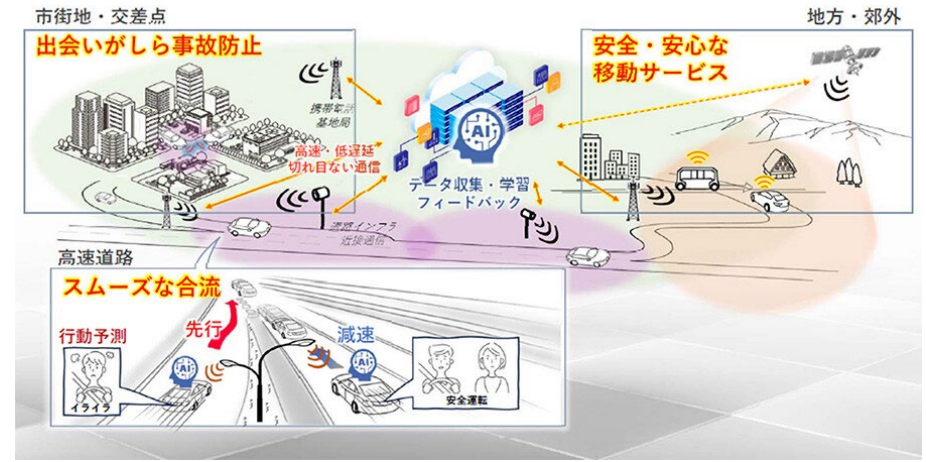 市街地・交差点
出会いがしら事故防止
地方・郊外
安全・安心な
移動サービス
携帯電話
基地局
高速・低遅延
切れ目ない通信
AI
データ収集・学習
フィードバック
道路インフラ
近接通信
高速道路
スムーズな合流
行動予測
先行
減速
AI
AI
イライラ
安全運転